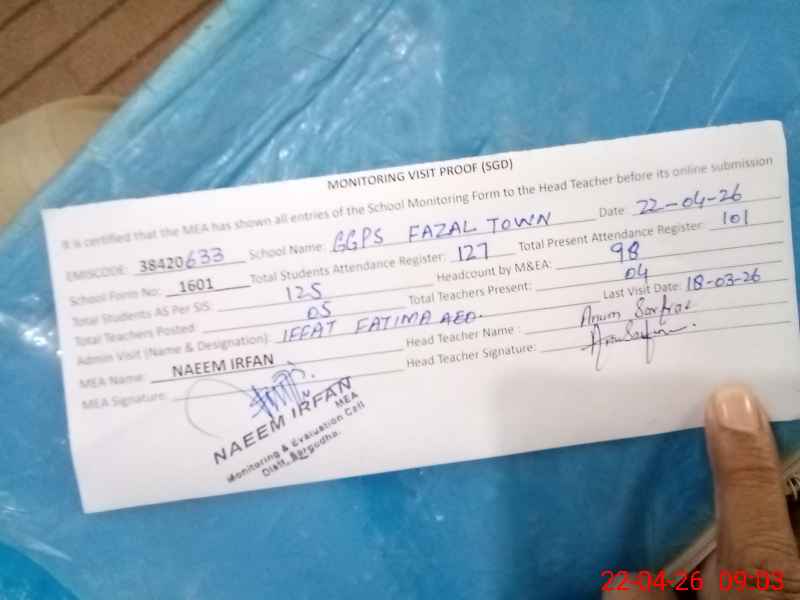 MONITORING VISIT PROOF (SGD)
It is certified that the MEA has shown all entries of the School Monitoring Form to the Head Teacher before its online submission
EMISCODE: 38420633 School Name: GGPS FAZAL TOWN Date: 22-04-26
School Form No: 1601 Total Students Attendance Register: 127 Total Present Attendance Register: 101
Total Students AS Per SIS: 125 Headcount by M&EA: 98
Total Teachers Posted: 05 Total Teachers Present: 04
Admin Visit (Name & Designation): IFFAT FATIMA AEO. Last Visit Date: 18-03-26
MEA Name: NAEEM IRFAN Head Teacher Name : Anum Sarfraz
MEA Signature: Head Teacher Signature:
NAEEM IRFAN
MEA
Monitoring & Evaluation Cell
Distt. Sargodha.
22-04-26 09:03